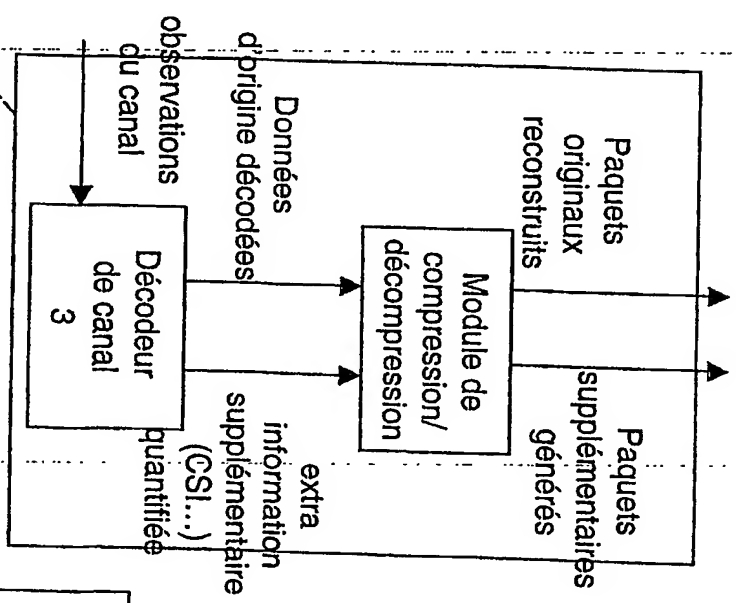 observations
du canal
Décodeur
de canal
3
Données
d'origine décodées
extra
information
supplémentaire
(CSI...)
quantifiée
Module de
compression/
décompression
Paquets
originaux
reconstruits
Paquets
supplémentaires
générés